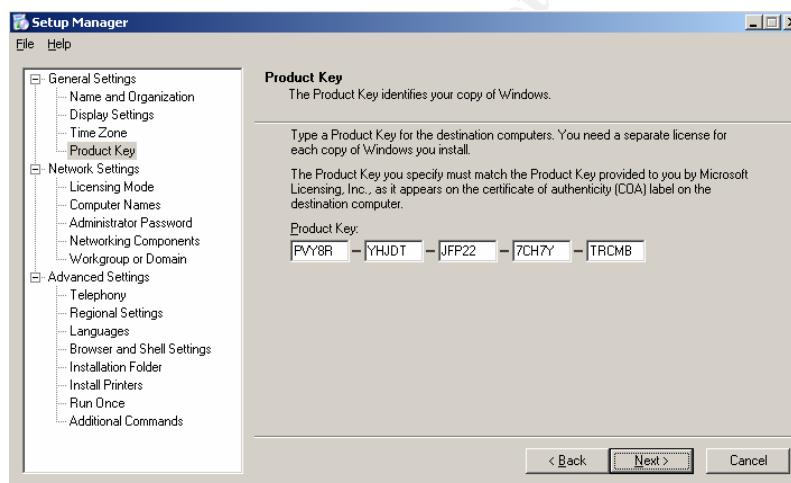 Setup Manager
File Help
General Settings
Name and Organization
Display Settings
Time Zone
Product Key
Network Settings
Licensing Mode
Computer Names
Administrator Password
Networking Components
Workgroup or Domain
Advanced Settings
Telephony
Regional Settings
Languages
Browser and Shell Settings
Installation Folder
Install Printers
Run Once
Additional Commands
Product Key
The Product Key identifies your copy of Windows.
Type a Product Key for the destination computers. You need a separate license for
each copy of Windows you install.
The Product Key you specify must match the Product Key provided to you by Microsoft
Licensing, Inc., as it appears on the certificate of authenticity (COA) label on the
destination computer.
Product Key:
PVY8R – YHJDT – JFP22 – 7CH7Y – TRCMB
< Back Next > Cancel